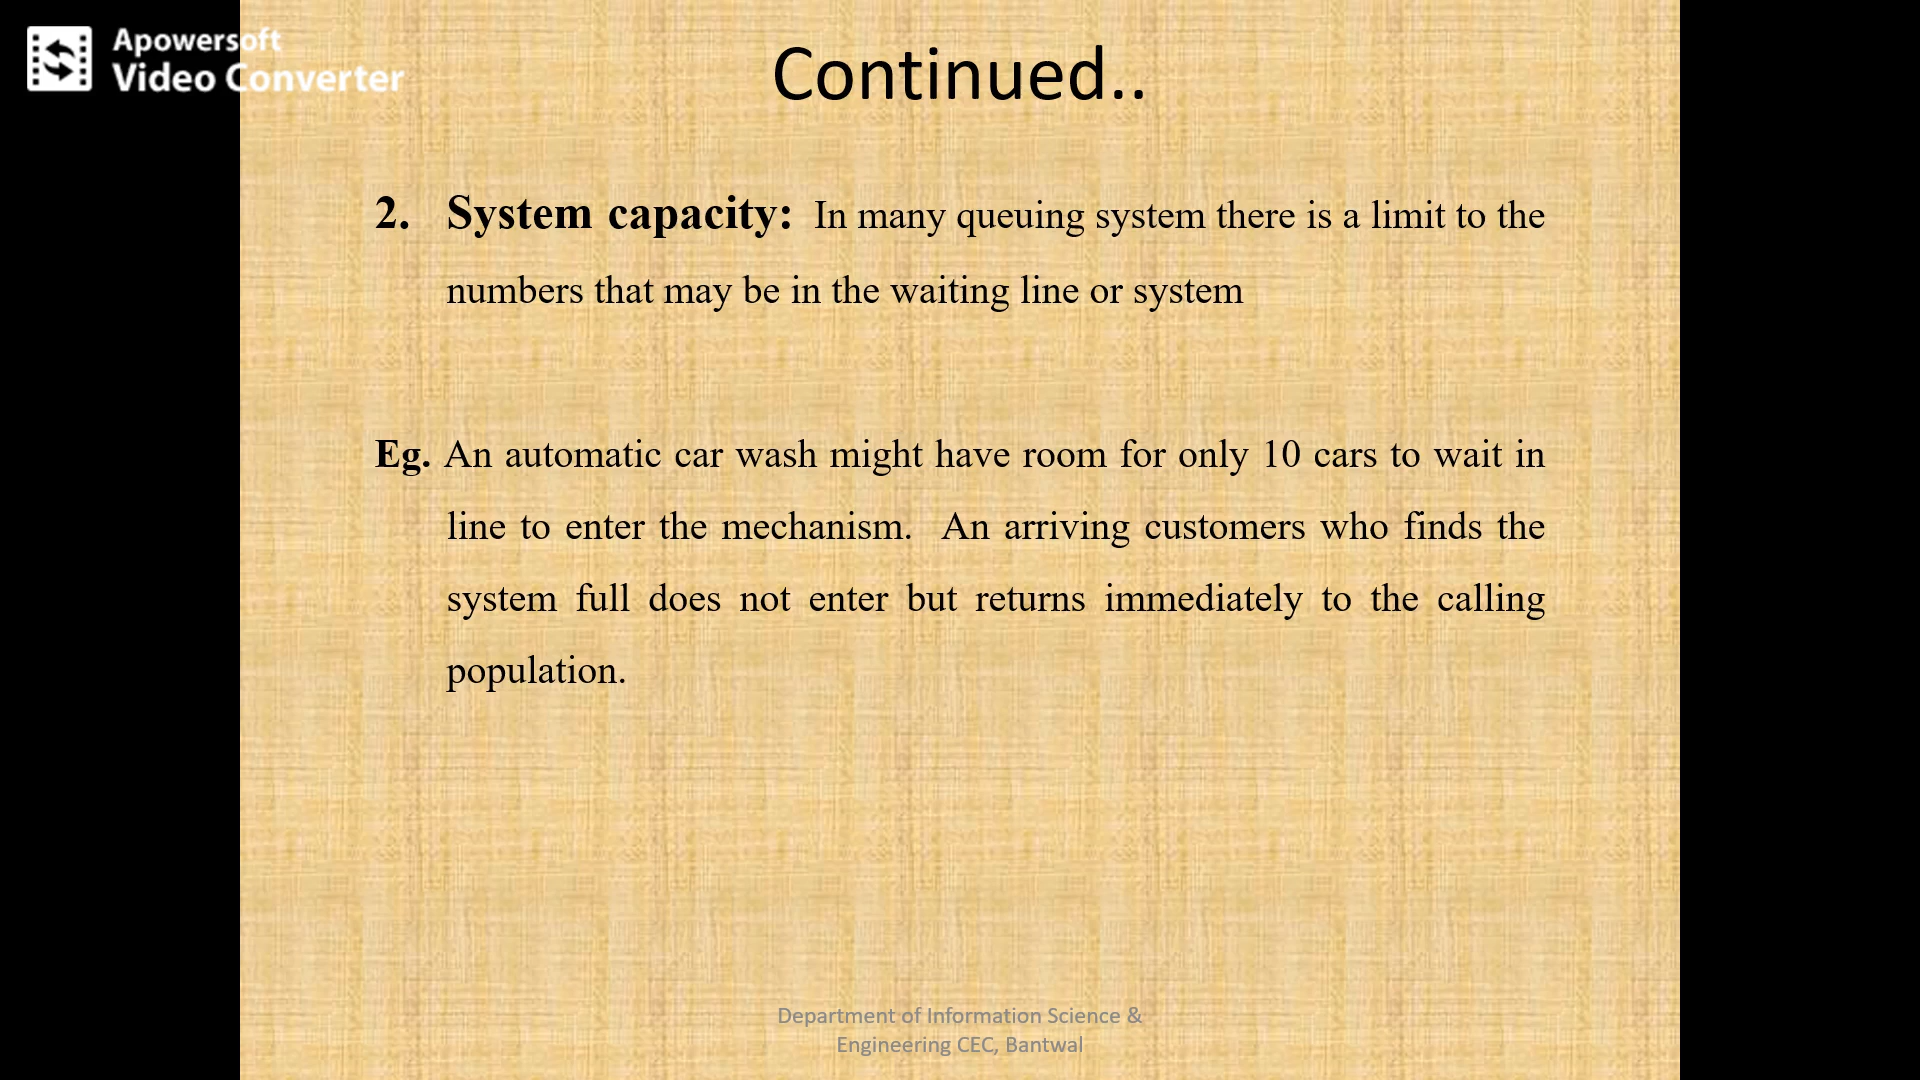 Apowersoft
Video Converter
Continued..
2. System capacity: In many queuing system there is a limit to the
numbers that may be in the waiting line or system
Eg. An automatic car wash might have room for only 10 cars to wait in
line to enter the mechanism. An arriving customers who finds the
system full does not enter but returns immediately to the calling
population.
Department of Information Science &
Engineering CEC, Bantwal